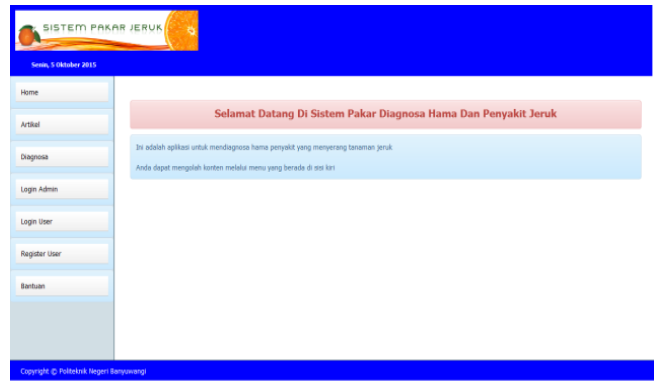 SISTEM PAKAR JERUK
Senin, 5 Oktober 2015
Home
Artikel
Diagnosa
Login Admin
Login User
Register User
Bantuan
Selamat Datang Di Sistem Pakar Diagnosa Hama Dan Penyakit Jeruk
Ini adalah aplikasi untuk mendiagnosa hama penyakit yang menyerang tanaman jeruk
Anda dapat mengolah konten melalui menu yang berada di sisi kiri
Copyright © Politeknik Negeri Banyuwangi